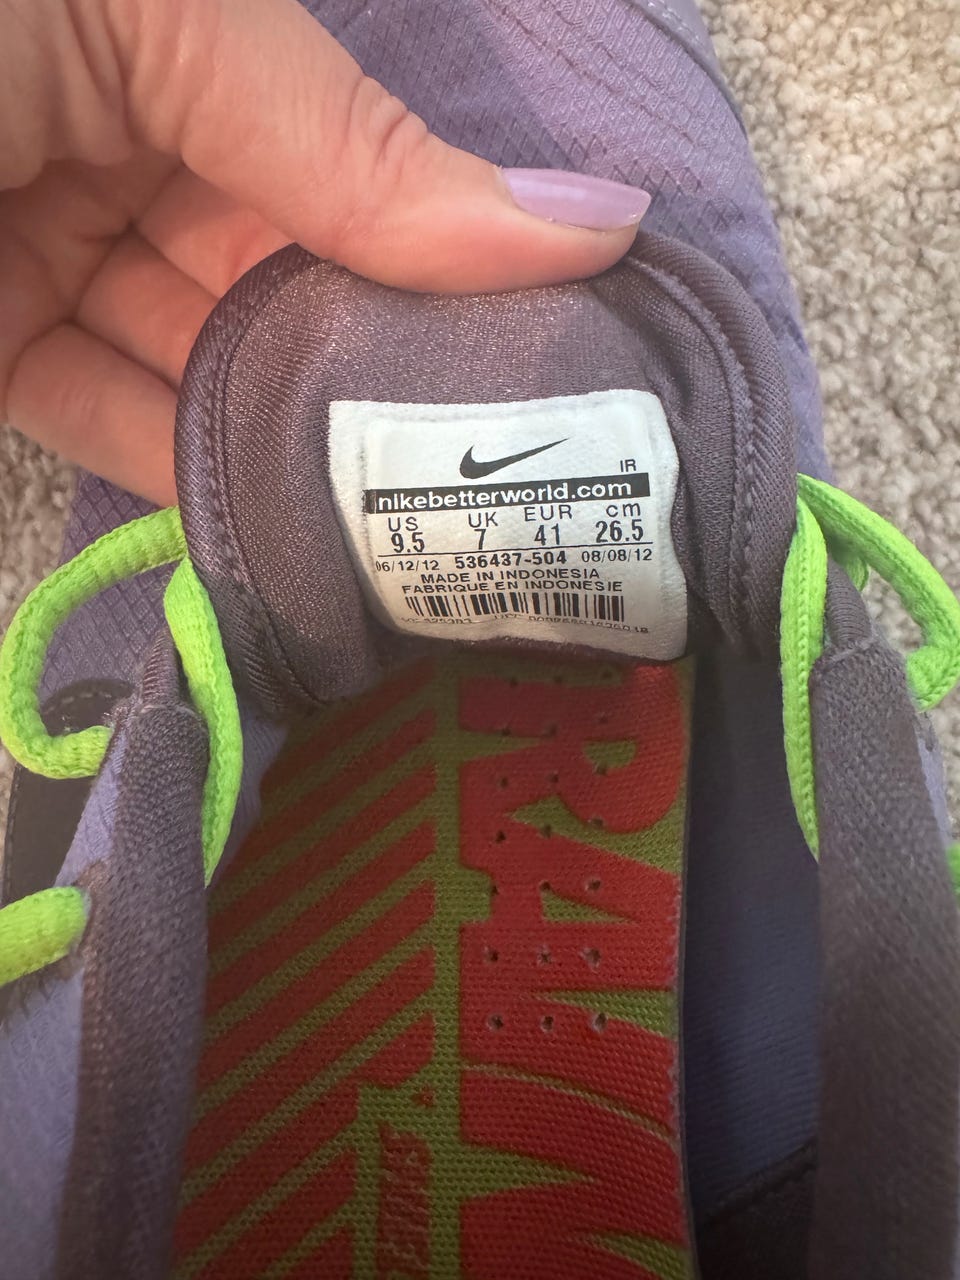 IR
nikebetterworld.com
US UK EUR cm
9.5 7 41 26.5
06/12/12 536437-504 08/08/12
MADE IN INDONESIA
FABRIQUE EN INDONESIE